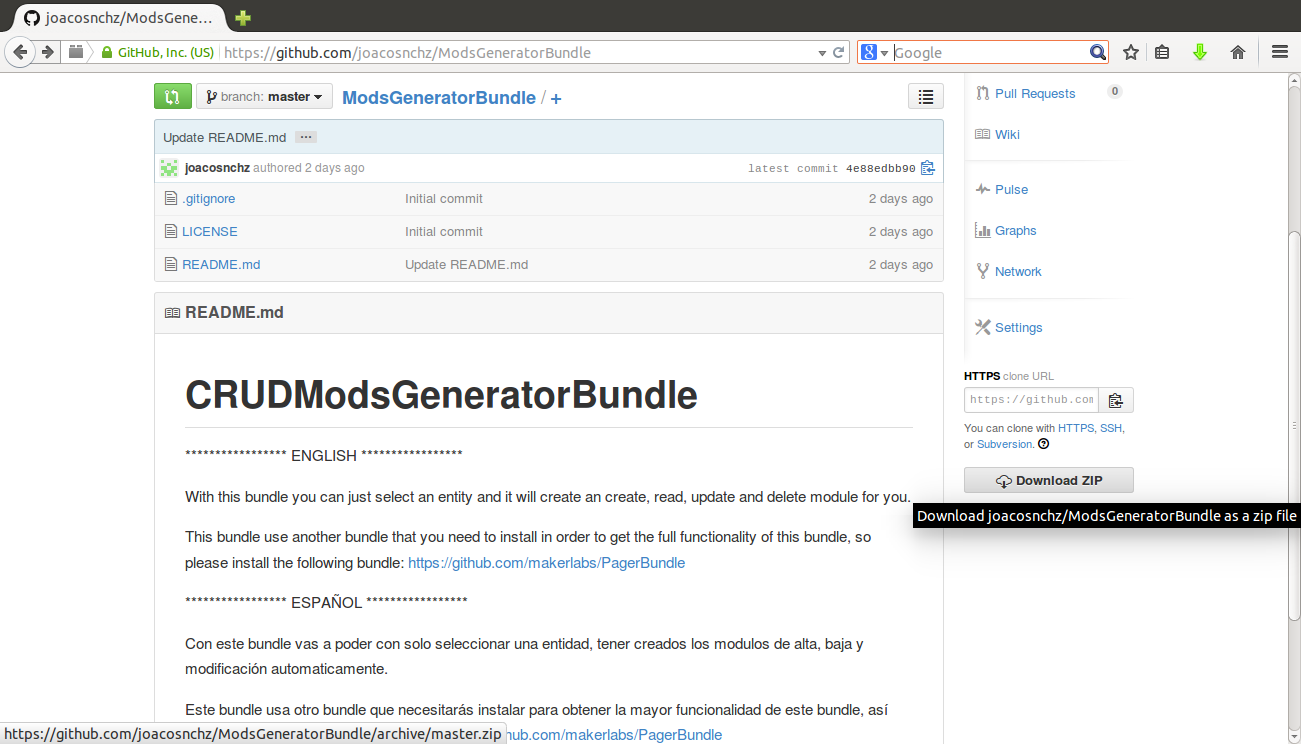 joacosnchz/ModsGene...
GitHub, Inc. (US) https://github.com/joacosnchz/ModsGeneratorBundle
Google
branch: master
ModsGeneratorBundle / +
Update README.md ...
joacosnchz authored 2 days ago
latest commit 4e88edbb90
.gitignore Initial commit 2 days ago
LICENSE Initial commit 2 days ago
README.md Update README.md 2 days ago
README.md
CRUDModsGeneratorBundle
***************** ENGLISH *****************
With this bundle you can just select an entity and it will create an create, read, update and delete module for you.
This bundle use another bundle that you need to install in order to get the full functionality of this bundle, so
please install the following bundle: https://github.com/makerlabs/PagerBundle
***************** ESPAÑOL *****************
Con este bundle vas a poder con solo seleccionar una entidad, tener creados los modulos de alta, baja y
modificación automaticamente.
Este bundle usa otro bundle que necesitarás instalar para obtener la mayor funcionalidad de este bundle, así
hub.com/makerlabs/PagerBundle
https://github.com/joacosnchz/ModsGeneratorBundle/archive/master.zip
Pull Requests 0
Wiki
Pulse
Graphs
Network
Settings
HTTPS clone URL
https://github.com
You can clone with HTTPS, SSH,
or Subversion.
Download ZIP
Download joacosnchz/ModsGeneratorBundle as a zip file